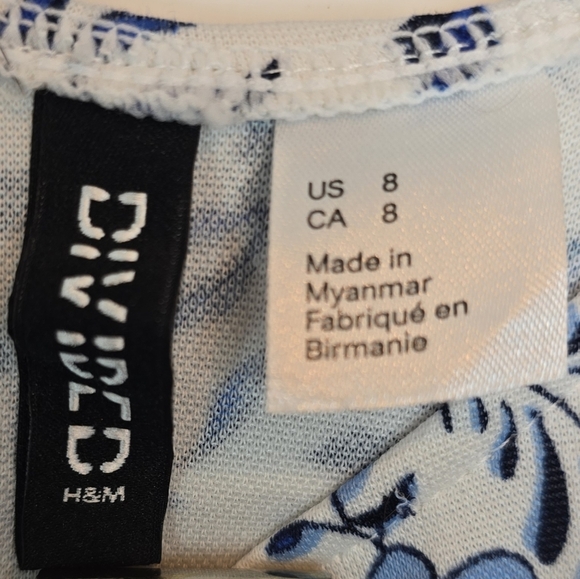 DIVIDED
H&M
US 8
CA 8
Made in
Myanmar
Fabriqué en
Birmanie